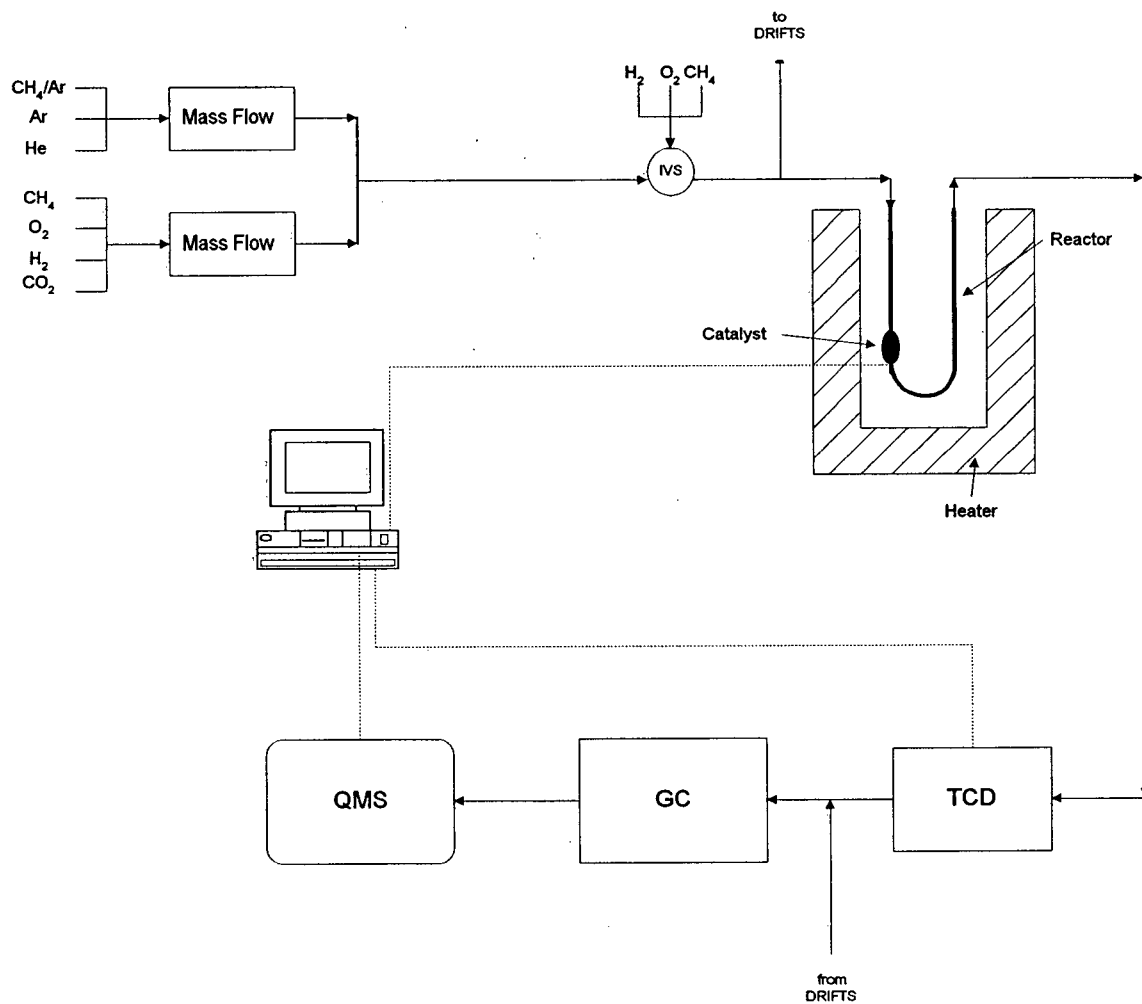 to
DRIFTS
H₂ O₂ CH₄
CH₄/Ar
Ar
He
Mass Flow
IVS
CH₄
O₂
H₂
CO₂
Mass Flow
Reactor
Catalyst
Heater
QMS
GC
TCD
from
DRIFTS